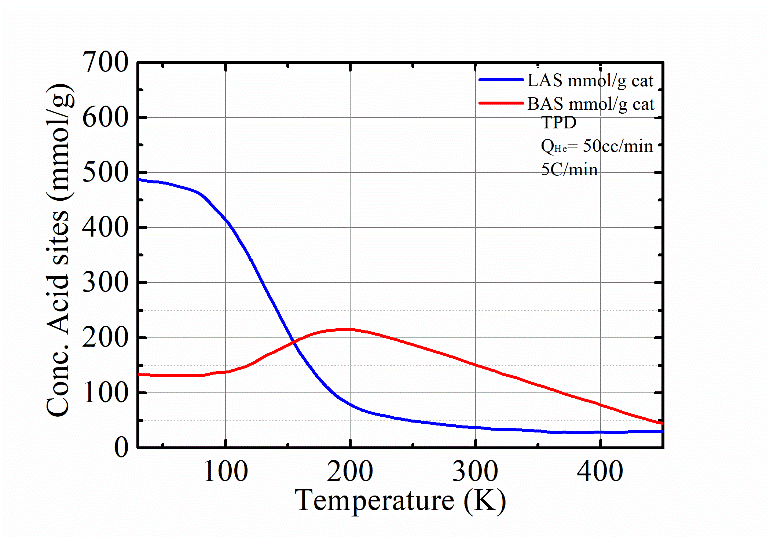 700
600
500
400
300
200
100
0
Conc. Acid sites (mmol/g)
LAS mmol/g cat
BAS mmol/g cat
TPD
QHe= 50cc/min
5C/min
100 200 300 400
Temperature (K)